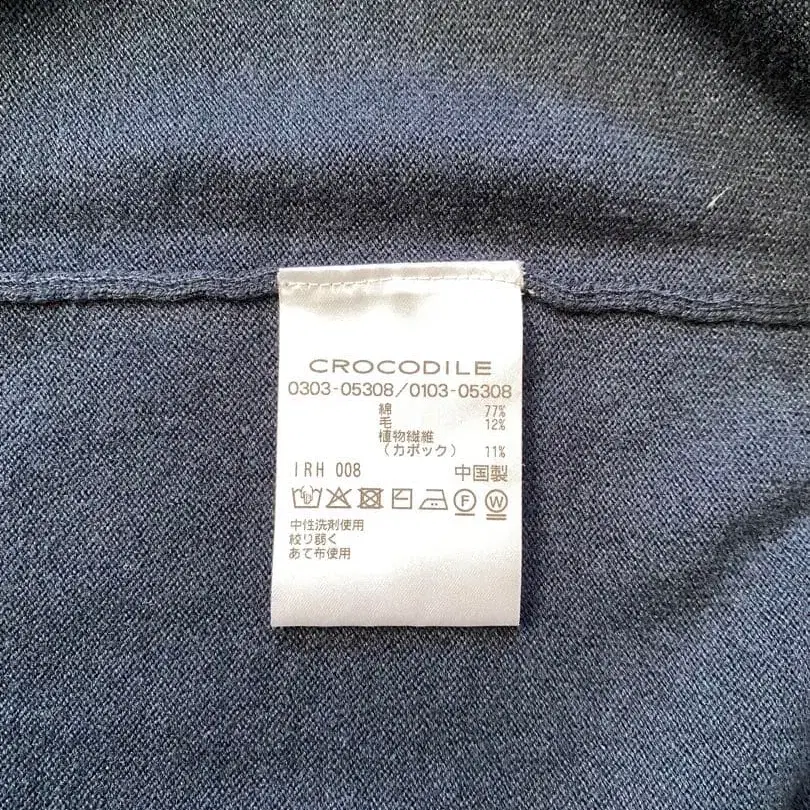 CROCODILE
0303-05308/0103-05308
綿 77%
毛 12%
植物繊維
(カポック) 11%
IRH 008 中国製
F W
中性洗剤使用
絞り弱く
あて布使用